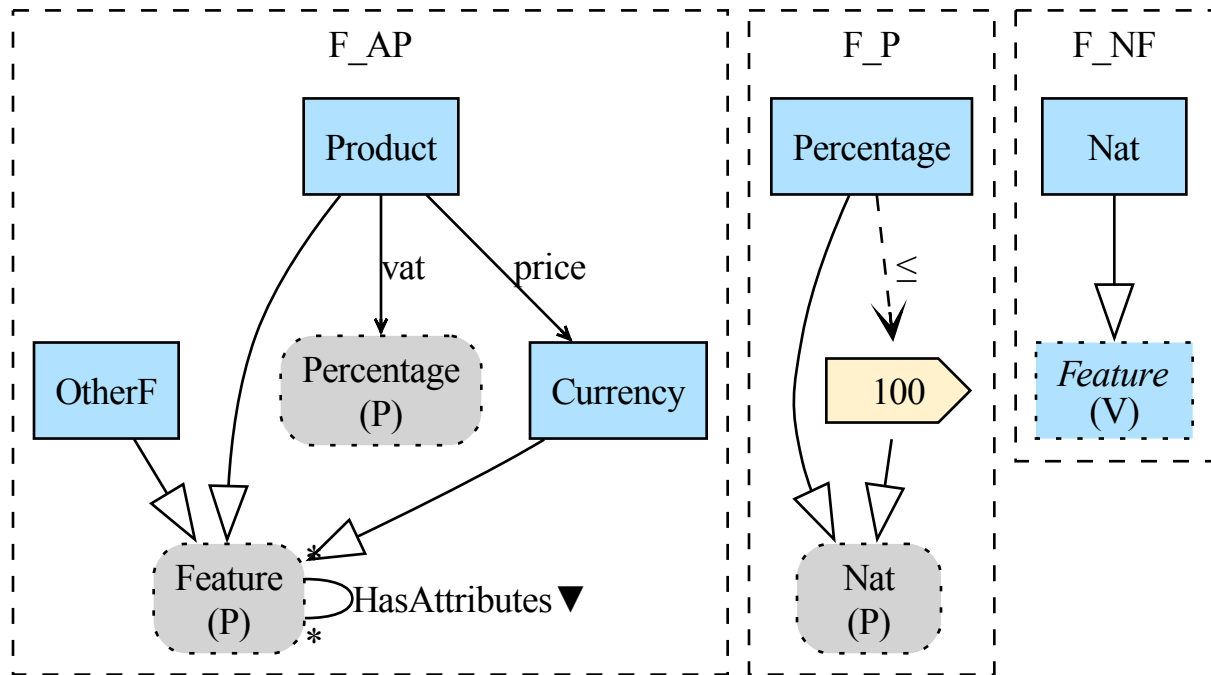 F_AP
Product
vat
price
OtherF
Percentage
(P)
Currency
*
Feature
(P)
HasAttributes▼
*
F_P
Percentage
≤
100
Nat
(P)
F_NF
Nat
Feature
(V)